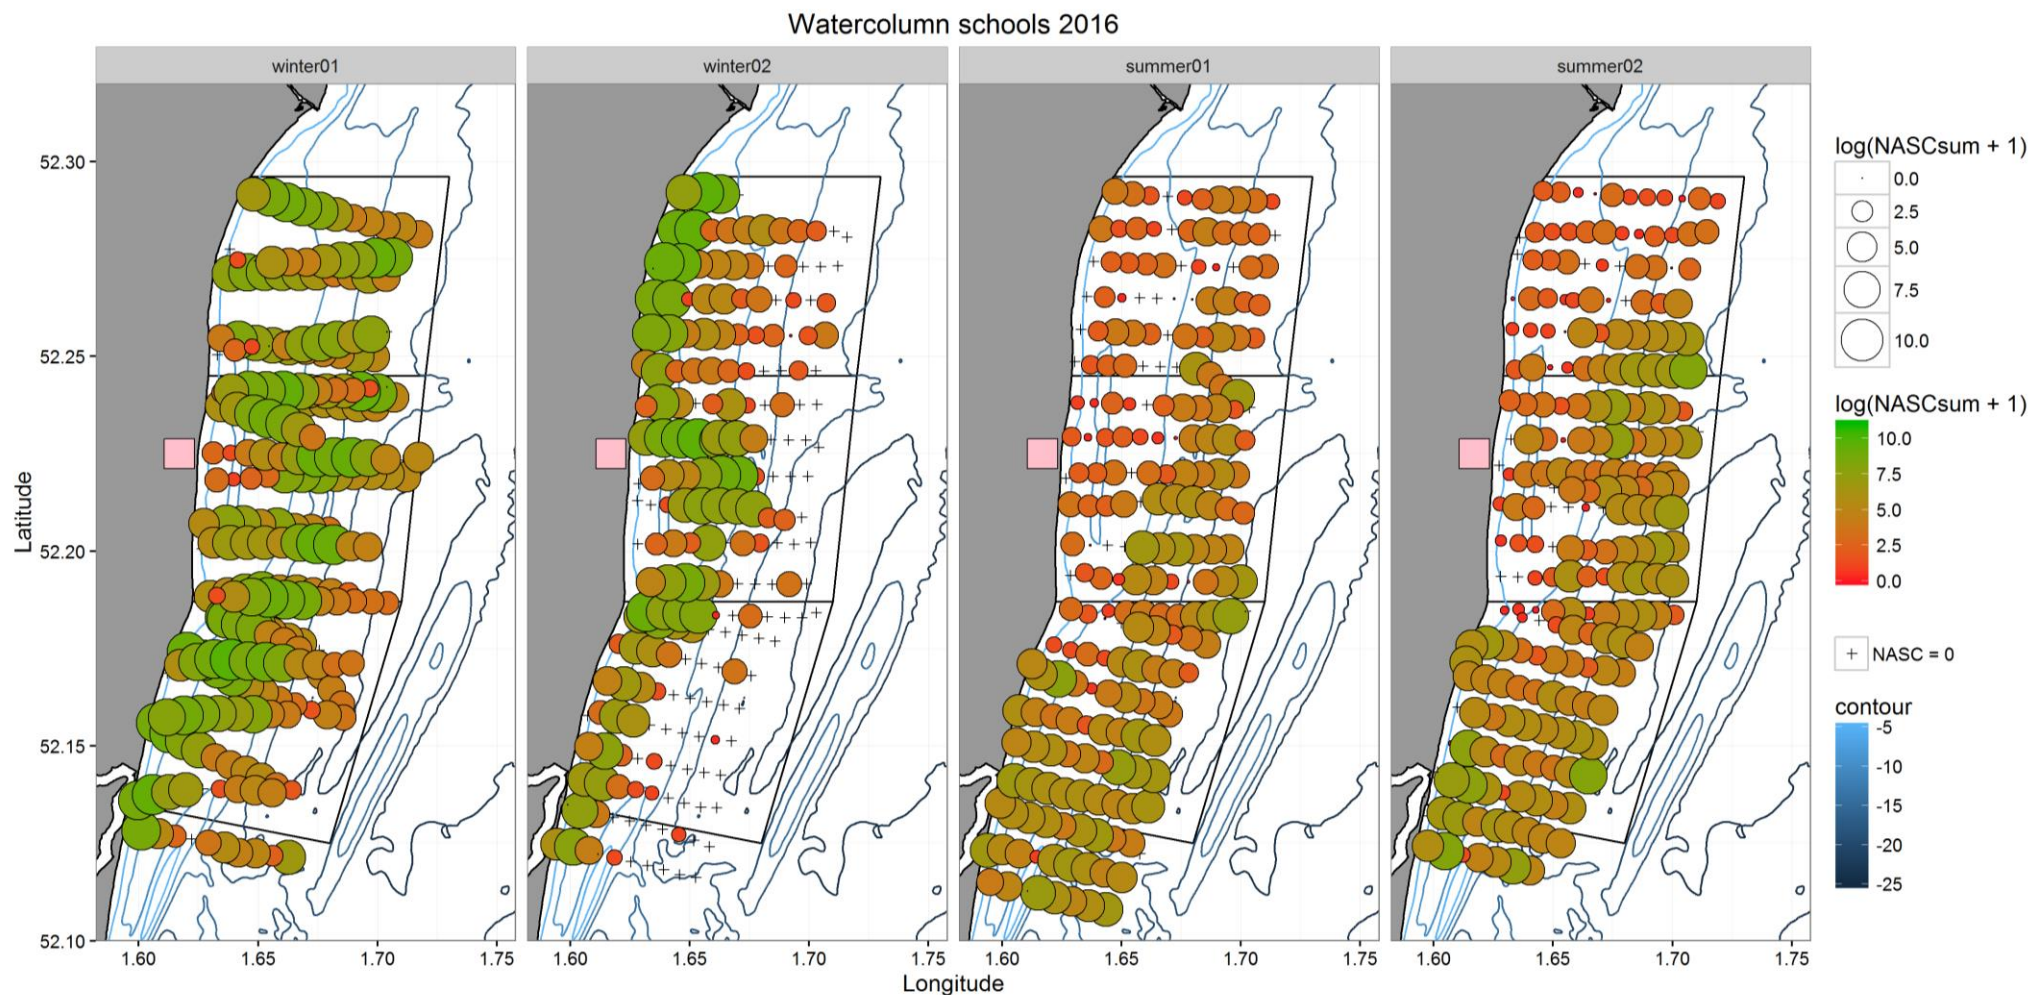 Watercolumn schools 2016
winter01 winter02 summer01 summer02
Latitude
52.30
52.25
52.20
52.15
52.10
1.60 1.65 1.70 1.75 1.60 1.65 1.70 1.75 1.60 1.65 1.70 1.75 1.60 1.65 1.70 1.75
Longitude
log(NASCsum + 1)
0.0
2.5
5.0
7.5
10.0
log(NASCsum + 1)
10.0
7.5
5.0
2.5
0.0
NASC = 0
contour
-5
-10
-15
-20
-25